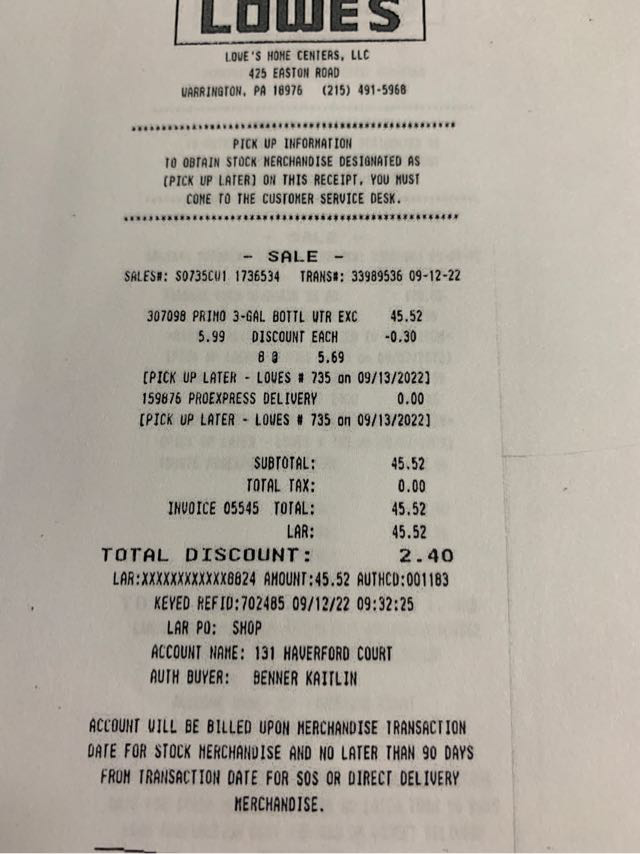 LOWE'S
LOWE'S HOME CENTERS, LLC
425 EASTON ROAD
WARRINGTON, PA 18976 (215) 491-5968
************************************************
PICK UP INFORMATION
TO OBTAIN STOCK MERCHANDISE DESIGNATED AS
[PICK UP LATER] ON THIS RECEIPT, YOU MUST
COME TO THE CUSTOMER SERVICE DESK.
************************************************
- SALE -
SALES#: S0735CW1 1736534 TRANS#: 33989536 09-12-22
307098 PRIMO 3-GAL BOTTL WTR EXC 45.52
5.99 DISCOUNT EACH -0.30
8 @ 5.69
[PICK UP LATER - LOWES # 735 on 09/13/2022]
159876 PROEXPRESS DELIVERY 0.00
[PICK UP LATER - LOWES # 735 on 09/13/2022]
SUBTOTAL: 45.52
TOTAL TAX: 0.00
INVOICE 05545 TOTAL: 45.52
LAR: 45.52
TOTAL DISCOUNT: 2.40
LAR:XXXXXXXXXXXX8824 AMOUNT:45.52 AUTHCD:001183
KEYED REFID:702485 09/12/22 09:32:25
LAR PO: SHOP
ACCOUNT NAME: 131 HAVERFORD COURT
AUTH BUYER: BENNER KAITLIN
ACCOUNT WILL BE BILLED UPON MERCHANDISE TRANSACTION
DATE FOR STOCK MERCHANDISE AND NO LATER THAN 90 DAYS
FROM TRANSACTION DATE FOR SOS OR DIRECT DELIVERY
MERCHANDISE.